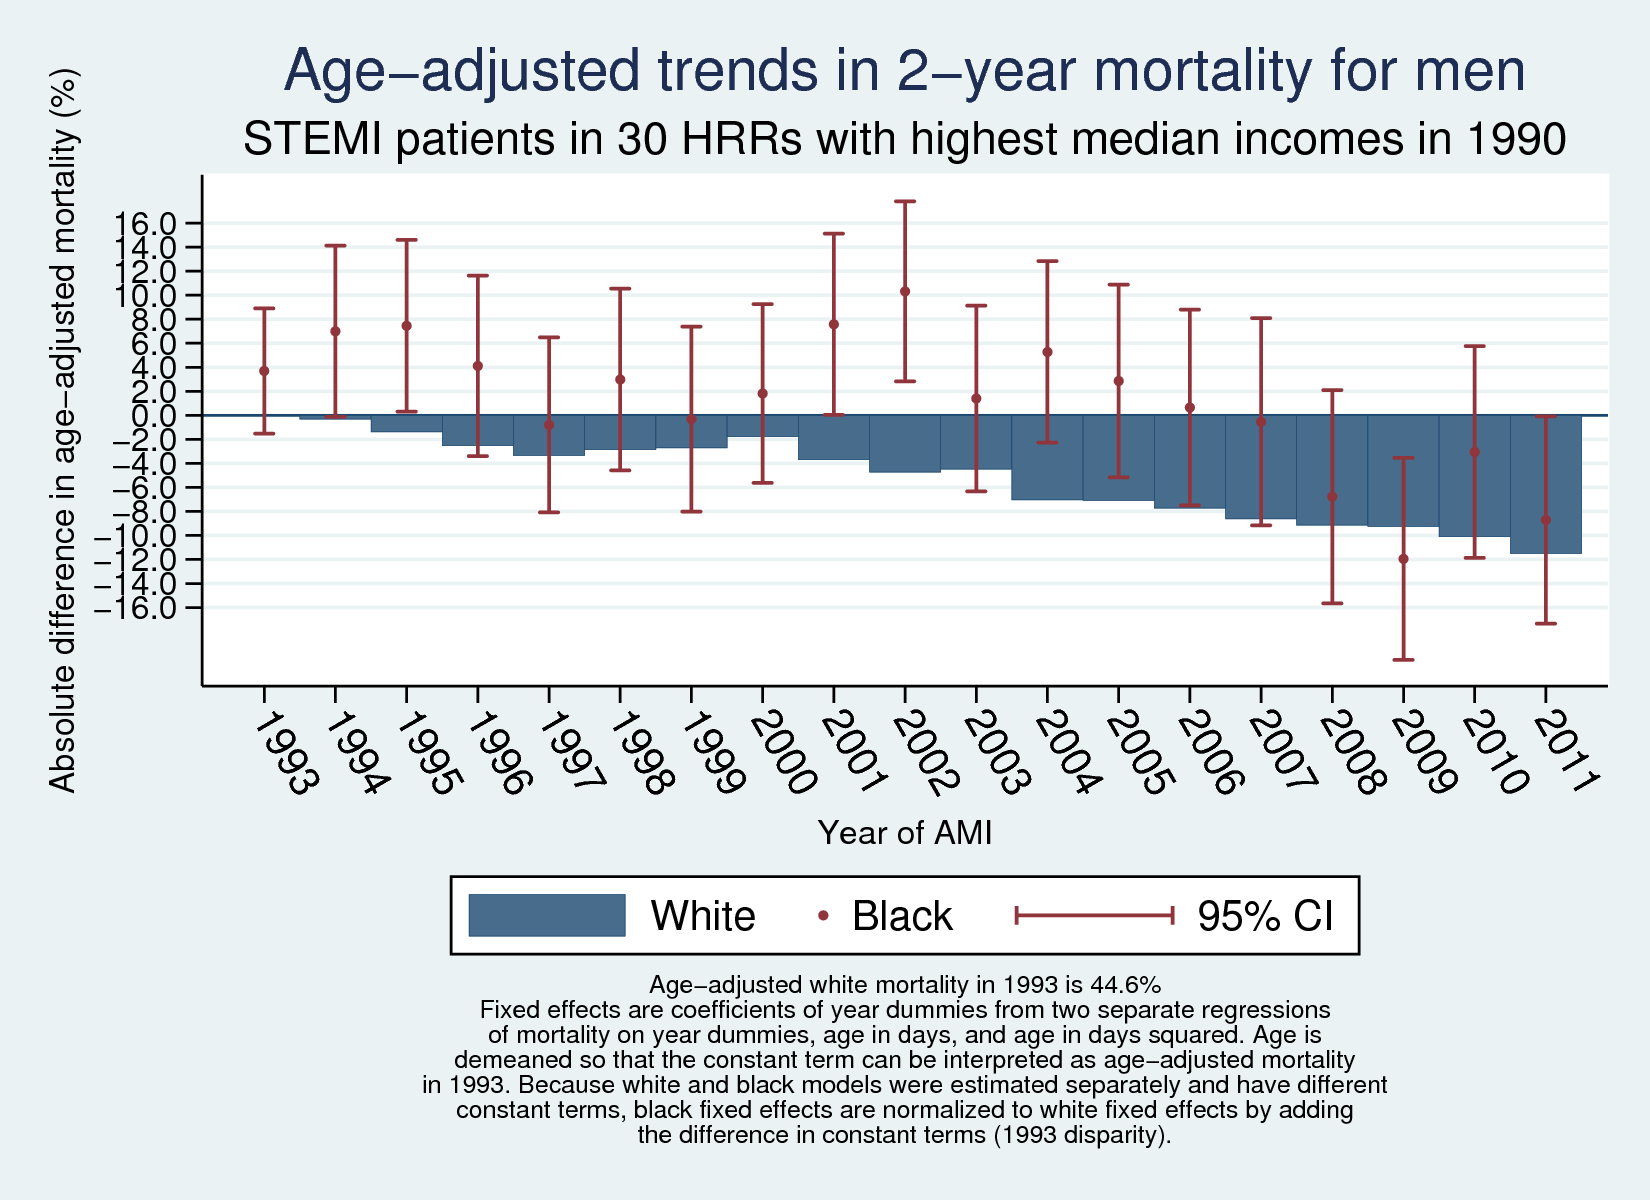 Age−adjusted trends in 2−year mortality for men
STEMI patients in 30 HRRs with highest median incomes in 1990
Absolute difference in age−adjusted mortality (%)
16.0
14.0
12.0
10.0
8.0
6.0
4.0
2.0
0.0
−2.0
−4.0
−6.0
−8.0
−10.0
−12.0
−14.0
−16.0
1993 1994 1995 1996 1997 1998 1999 2000 2001 2002 2003 2004 2005 2006 2007 2008 2009 2010 2011
Year of AMI
White Black 95% CI
Age−adjusted white mortality in 1993 is 44.6%
Fixed effects are coefficients of year dummies from two separate regressions
of mortality on year dummies, age in days, and age in days squared. Age is
demeaned so that the constant term can be interpreted as age−adjusted mortality
in 1993. Because white and black models were estimated separately and have different
constant terms, black fixed effects are normalized to white fixed effects by adding
the difference in constant terms (1993 disparity).